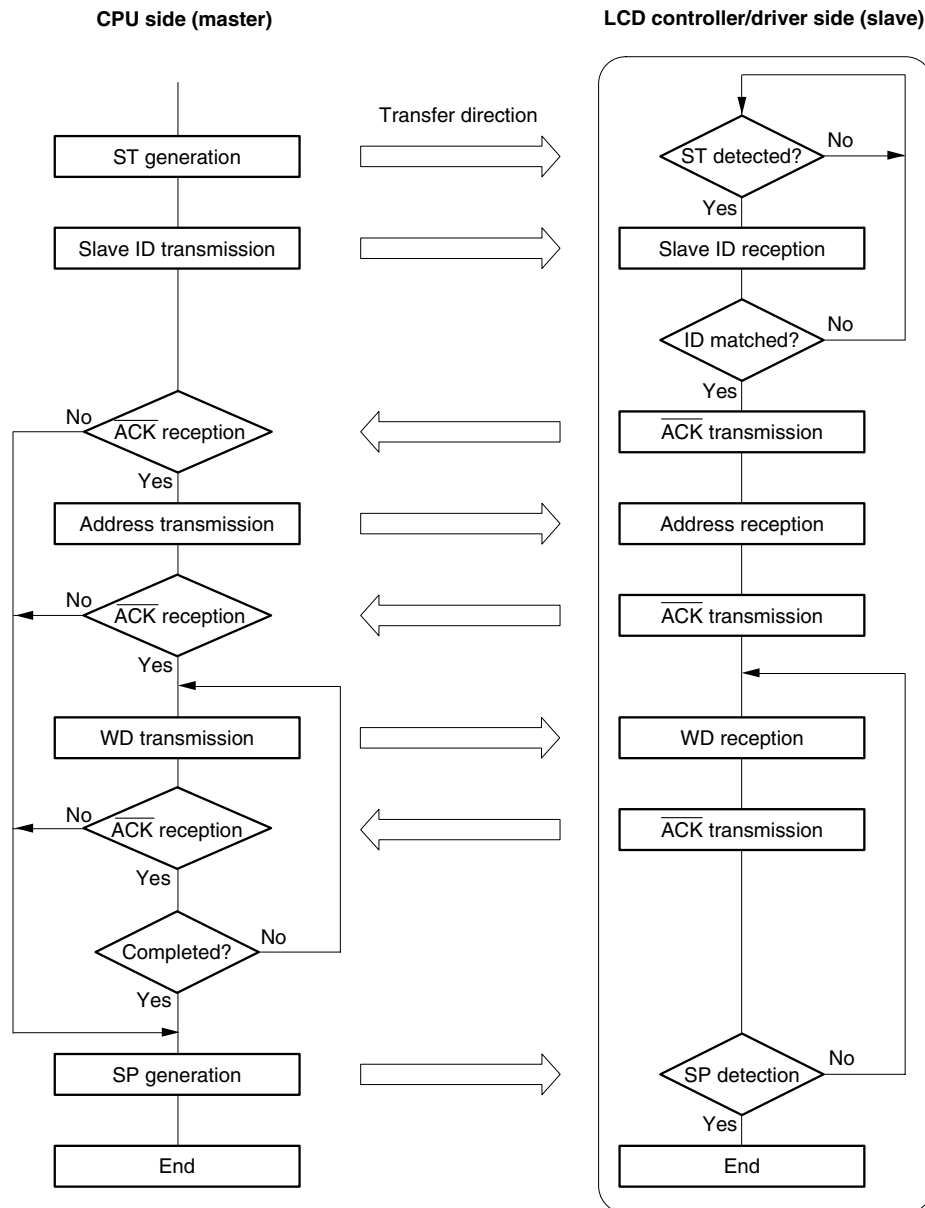 CPU side (master)
LCD controller/driver side (slave)
Transfer direction
ST generation
ST detected?
No
Yes
Slave ID transmission
Slave ID reception
ID matched?
No
Yes
No
ACK reception
Yes
ACK transmission
Address transmission
Address reception
No
ACK reception
Yes
ACK transmission
WD transmission
WD reception
No
ACK reception
Yes
ACK transmission
Completed?
No
Yes
SP generation
SP detection
No
Yes
End
End